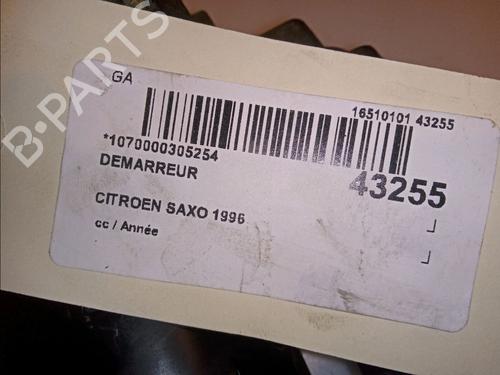 GA
16510101 43255
*1070000305254
DEMARREUR
43255
CITROEN SAXO 1996
cc / Année
B-PARTS